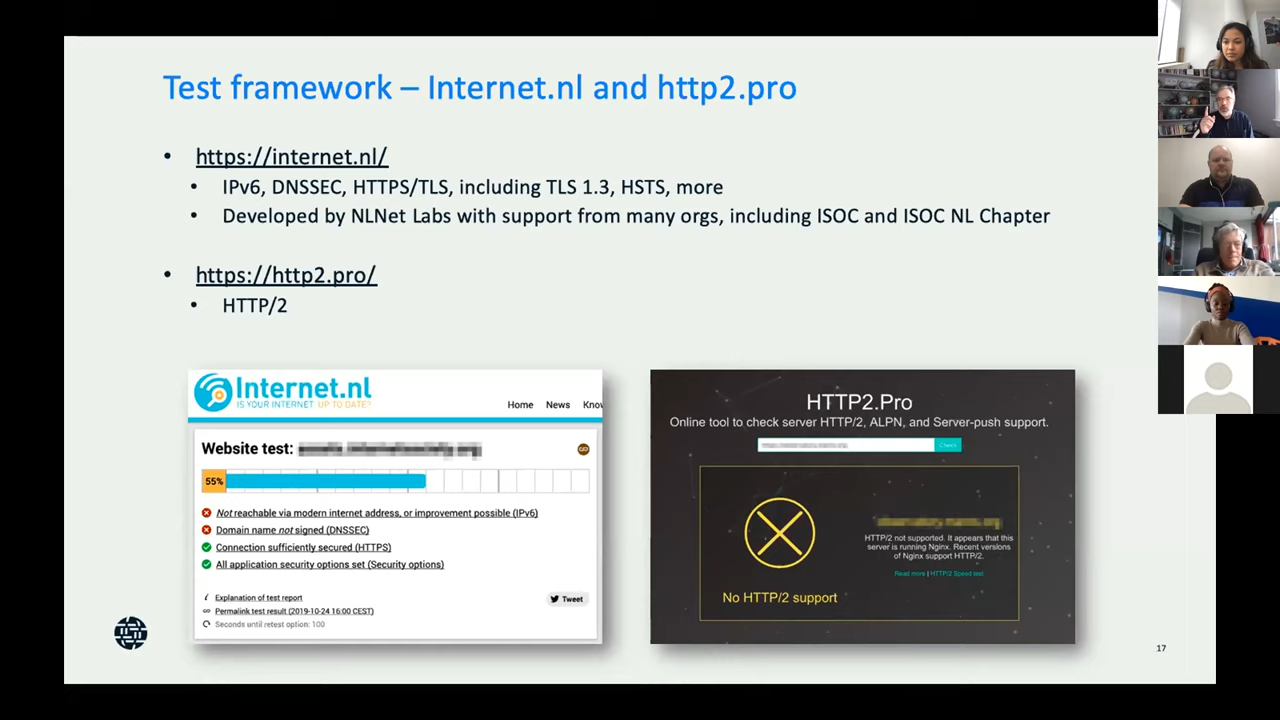 Test framework – Internet.nl and http2.pro
• https://internet.nl/
• IPv6, DNSSEC, HTTPS/TLS, including TLS 1.3, HSTS, more
• Developed by NLNet Labs with support from many orgs, including ISOC and ISOC NL Chapter
• https://http2.pro/
• HTTP/2
Internet.nl
IS YOUR INTERNET UP TO DATE?
Home News Know
Website test:
55%
Not reachable via modern internet address, or improvement possible (IPv6)
Domain name not signed (DNSSEC)
Connection sufficiently secured (HTTPS)
All application security options set (Security options)
Explanation of test report
Tweet
Permalink test result (2019-10-24 16:00 CEST)
Seconds until retest option: 100
HTTP2.Pro
Online tool to check server HTTP/2, ALPN, and Server-push support.
Check
HTTP/2 not supported. It appears that this
server is running Nginx. Recent versions
of Nginx support HTTP/2.
Read more | HTTP/2 Speed test
No HTTP/2 support
17